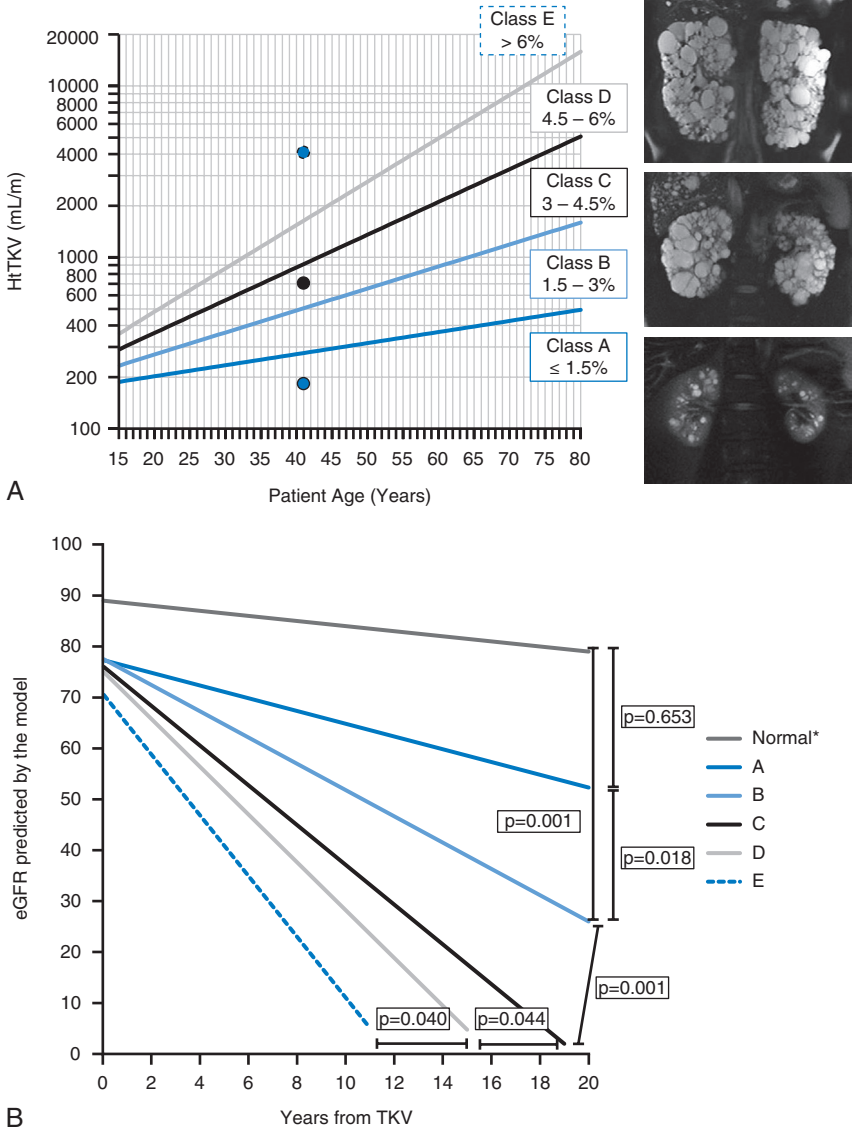 Class E
> 6%
20000
10000
8000
6000
4000
2000
1000
800
600
400
200
100
HtTKV (mL/m)
Class D
4.5 – 6%
Class C
3 – 4.5%
Class B
1.5 – 3%
Class A
≤ 1.5%
15 20 25 30 35 40 45 50 55 60 65 70 75 80
Patient Age (Years)
A
100
90
80
70
60
50
40
30
20
10
0
eGFR predicted by the model
p=0.653
p=0.001
p=0.018
p=0.001
p=0.040
p=0.044
Normal*
A
B
C
D
E
0 2 4 6 8 10 12 14 16 18 20
Years from TKV
B